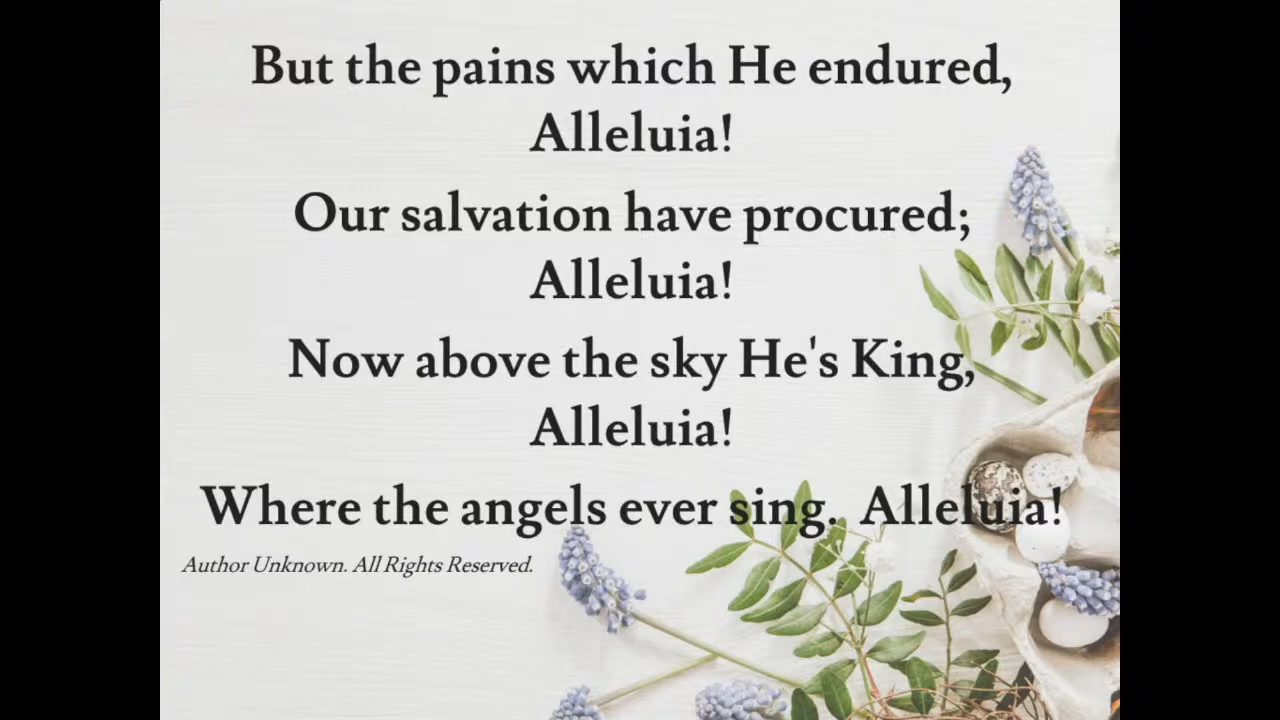 But the pains which He endured,
Alleluia!
Our salvation have procured;
Alleluia!
Now above the sky He's King,
Alleluia!
Where the angels ever sing. Alleluia!
Author Unknown. All Rights Reserved.